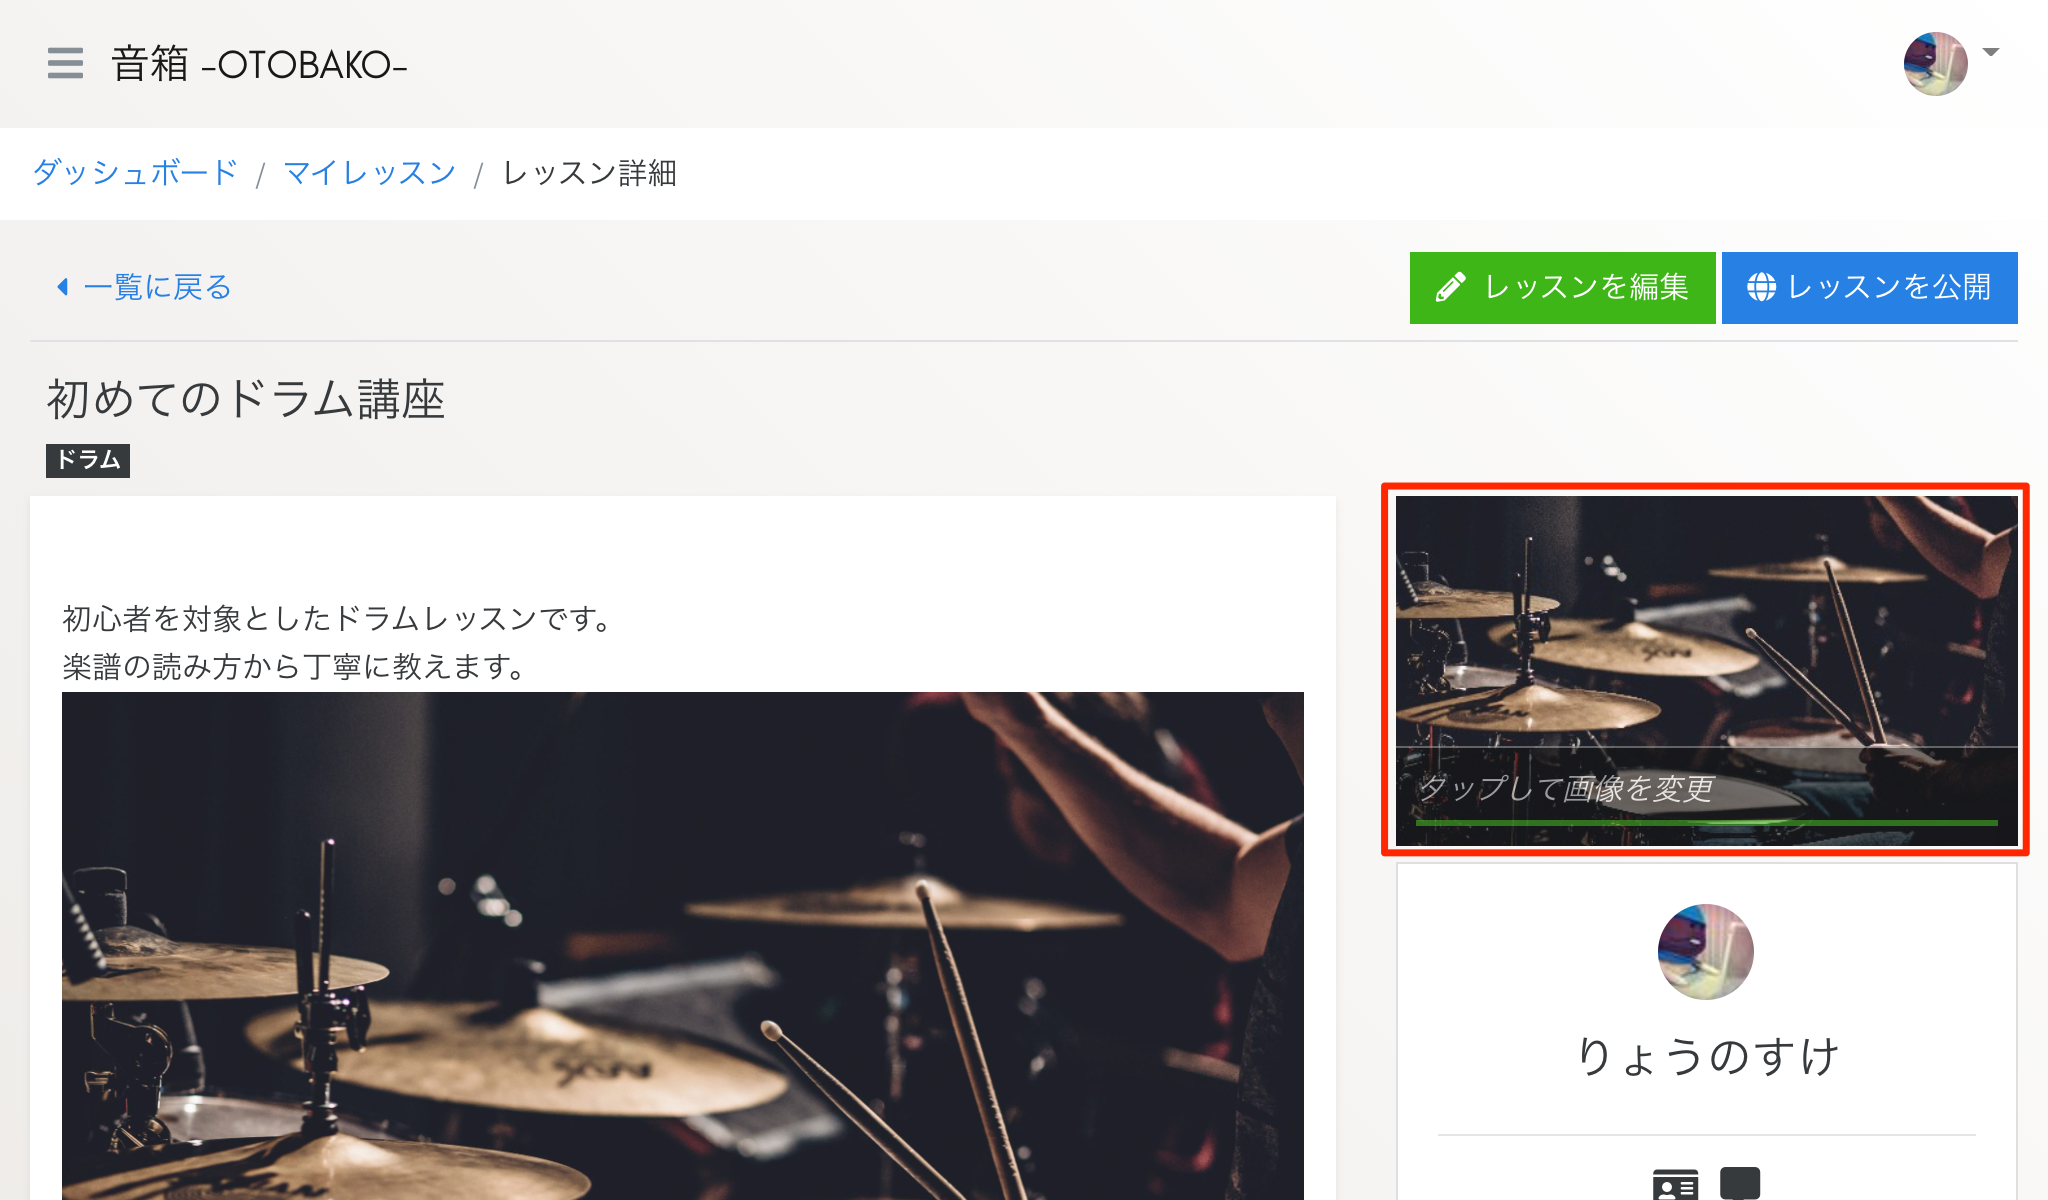 音箱 -OTOBAKO-
ダッシュボード / マイレッスン / レッスン詳細
一覧に戻る
レッスンを編集
レッスンを公開
初めてのドラム講座
ドラム
初心者を対象としたドラムレッスンです。
楽譜の読み方から丁寧に教えます。
タップして画像を変更
りょうのすけ